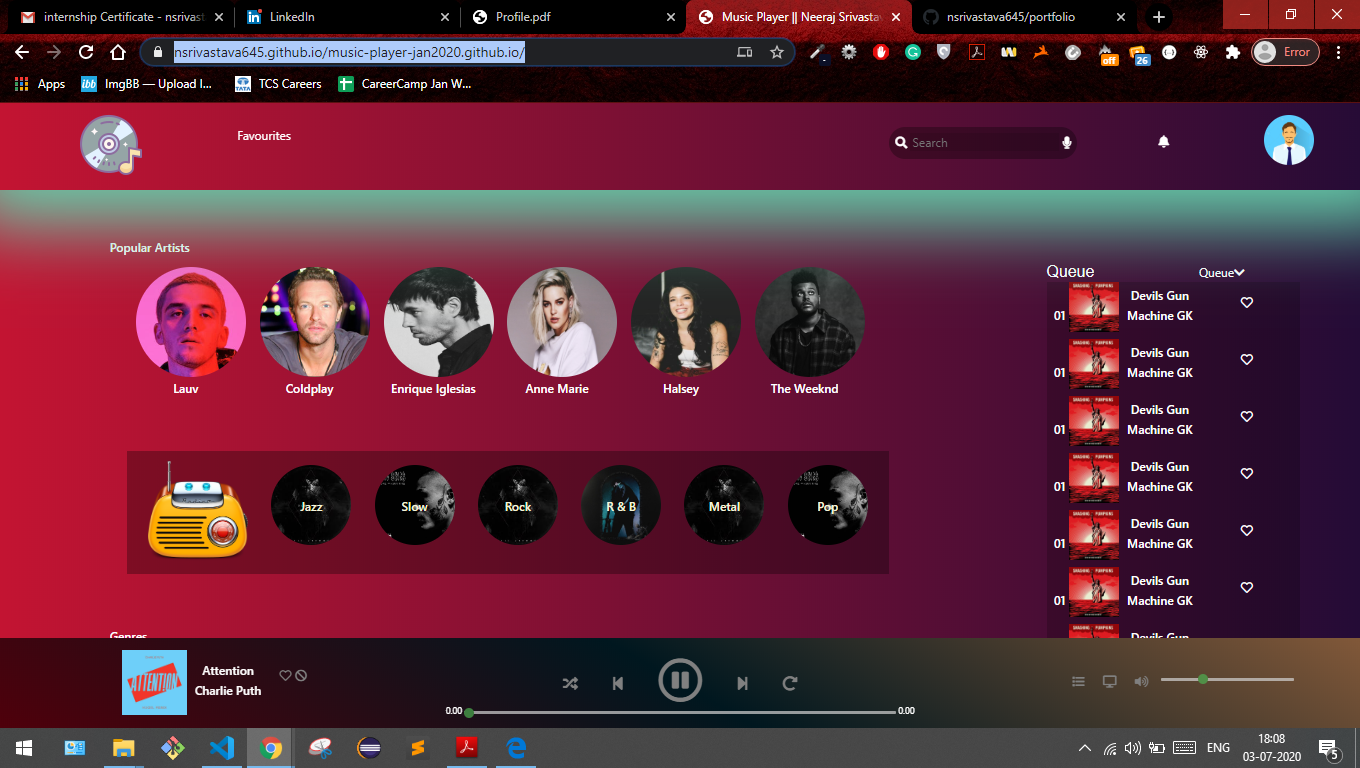 internship Certificate - nsrivast
LinkedIn
Profile.pdf
Music Player || Neeraj Srivastav
nsrivastava645/portfolio
nsrivastava645.github.io/music-player-jan2020.github.io/
off
26
Error
Apps
ibb
ImgBB — Upload I...
TATA
TCS Careers
CareerCamp Jan W...
Favourites
Search
Popular Artists
Lauv
Coldplay
Enrique Iglesias
Anne Marie
Halsey
The Weeknd
Queue
Queue
01
Devils Gun
Machine GK
01
Devils Gun
Machine GK
01
Devils Gun
Machine GK
01
Devils Gun
Machine GK
01
Devils Gun
Machine GK
01
Devils Gun
Machine GK
Devils Gun
Jazz
Slow
Rock
R & B
Metal
Pop
Genres
ATTENTION
Attention
Charlie Puth
0:00
0:00
ENG
18:08
03-07-2020
5